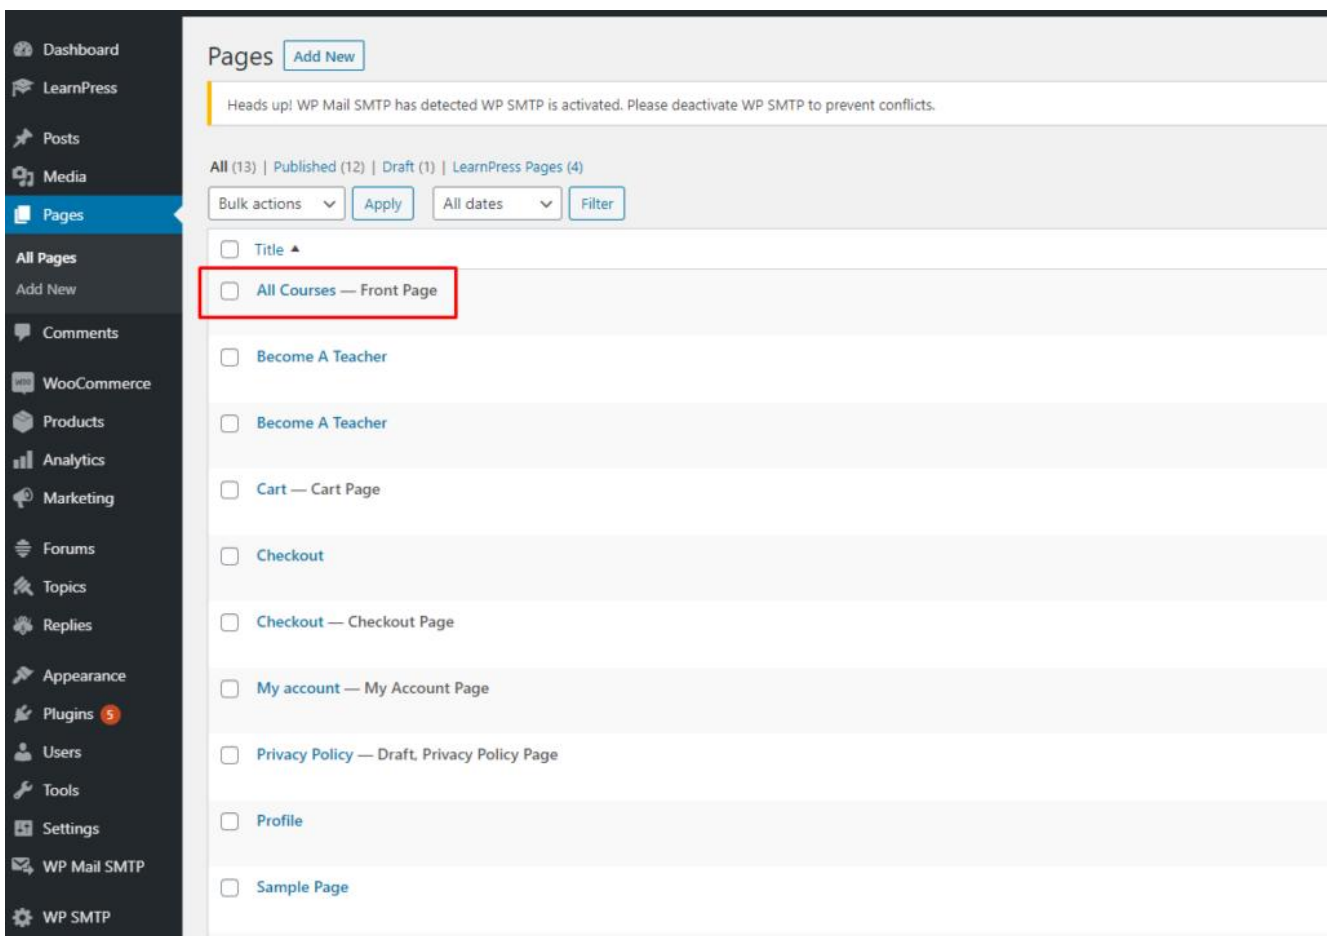 Dashboard
LearnPress
Posts
Media
Pages
All Pages
Add New
Comments
WooCommerce
Products
Analytics
Marketing
Forums
Topics
Replies
Appearance
Plugins 5
Users
Tools
Settings
WP Mail SMTP
WP SMTP
Pages Add New
Heads up! WP Mail SMTP has detected WP SMTP is activated. Please deactivate WP SMTP to prevent conflicts.
All (13) | Published (12) | Draft (1) | LearnPress Pages (4)
Bulk actions Apply All dates Filter
Title
All Courses — Front Page
Become A Teacher
Become A Teacher
Cart — Cart Page
Checkout
Checkout — Checkout Page
My account — My Account Page
Privacy Policy — Draft, Privacy Policy Page
Profile
Sample Page